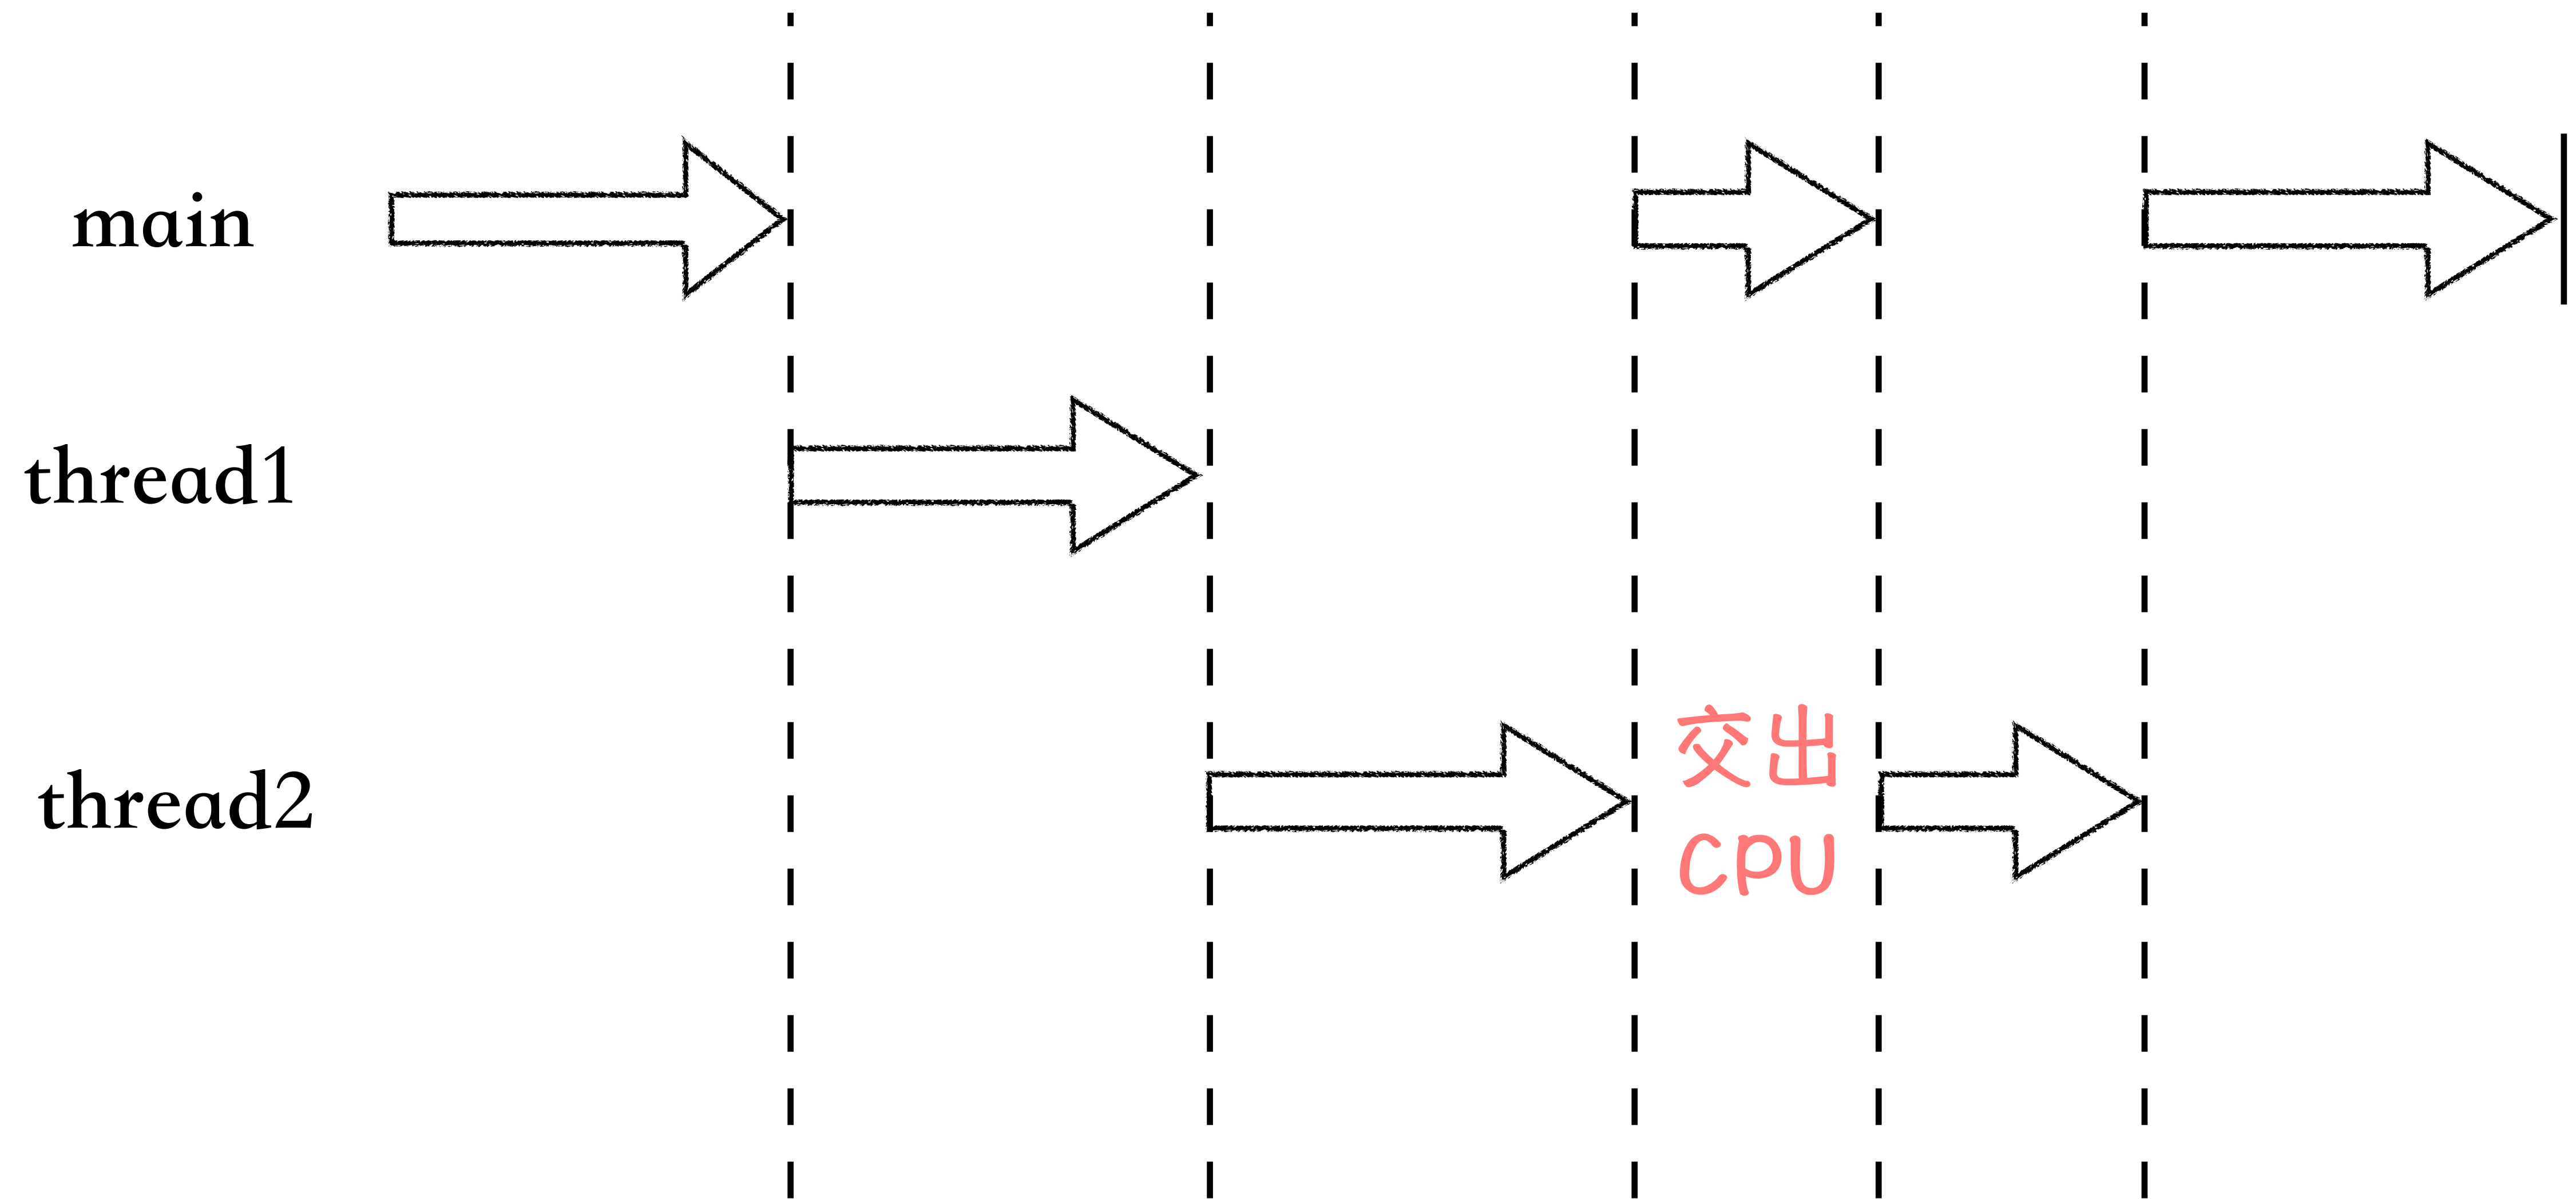 main
thread1
thread2
交出
CPU